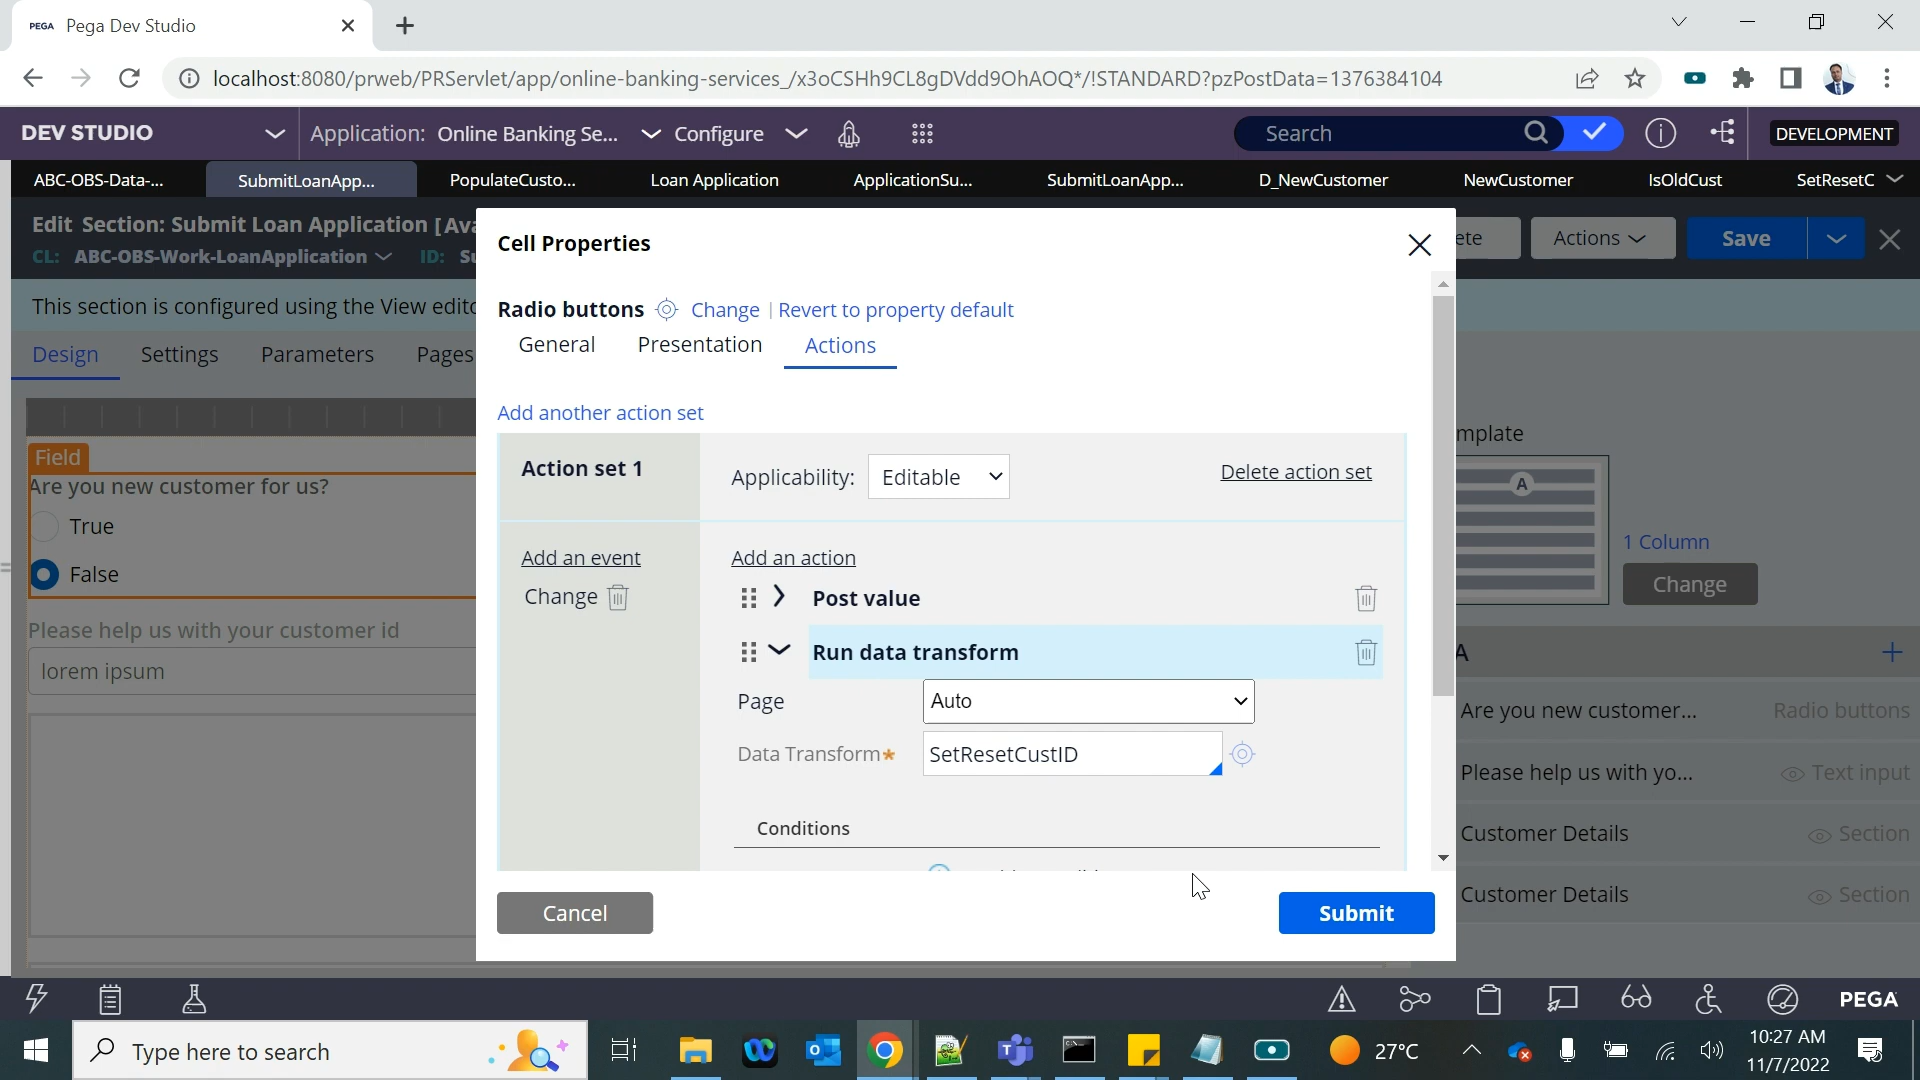 PEGA Pega Dev Studio
localhost:8080/prweb/PRServlet/app/online-banking-services_/x3oCSHh9CL8gDVdd9OhAOQ*/!STANDARD?pzPostData=1376384104
DEV STUDIO Application: Online Banking Se... Configure Search DEVELOPMENT
ABC-OBS-Data-... SubmitLoanApp... PopulateCusto... Loan Application ApplicationSu... SubmitLoanApp... D_NewCustomer NewCustomer IsOldCust SetResetC
Edit Section: Submit Loan Application [Ava
ete Actions Save
CL: ABC-OBS-Work-LoanApplication ID: Su
This section is configured using the View edito
Design Settings Parameters Pages
Field
Are you new customer for us?
True
False
Please help us with your customer id
lorem ipsum
Cell Properties
Radio buttons Change | Revert to property default
General Presentation Actions
Add another action set
Action set 1 Applicability: Editable Delete action set
Add an event Add an action
Change Post value
Run data transform
Page Auto
Data Transform* SetResetCustID
Conditions
Cancel Submit
mplate
A
1 Column
Change
A
Are you new customer... Radio buttons
Please help us with yo... Text input
Customer Details Section
Customer Details Section
PEGA
Type here to search 27°C 10:27 AM
11/7/2022